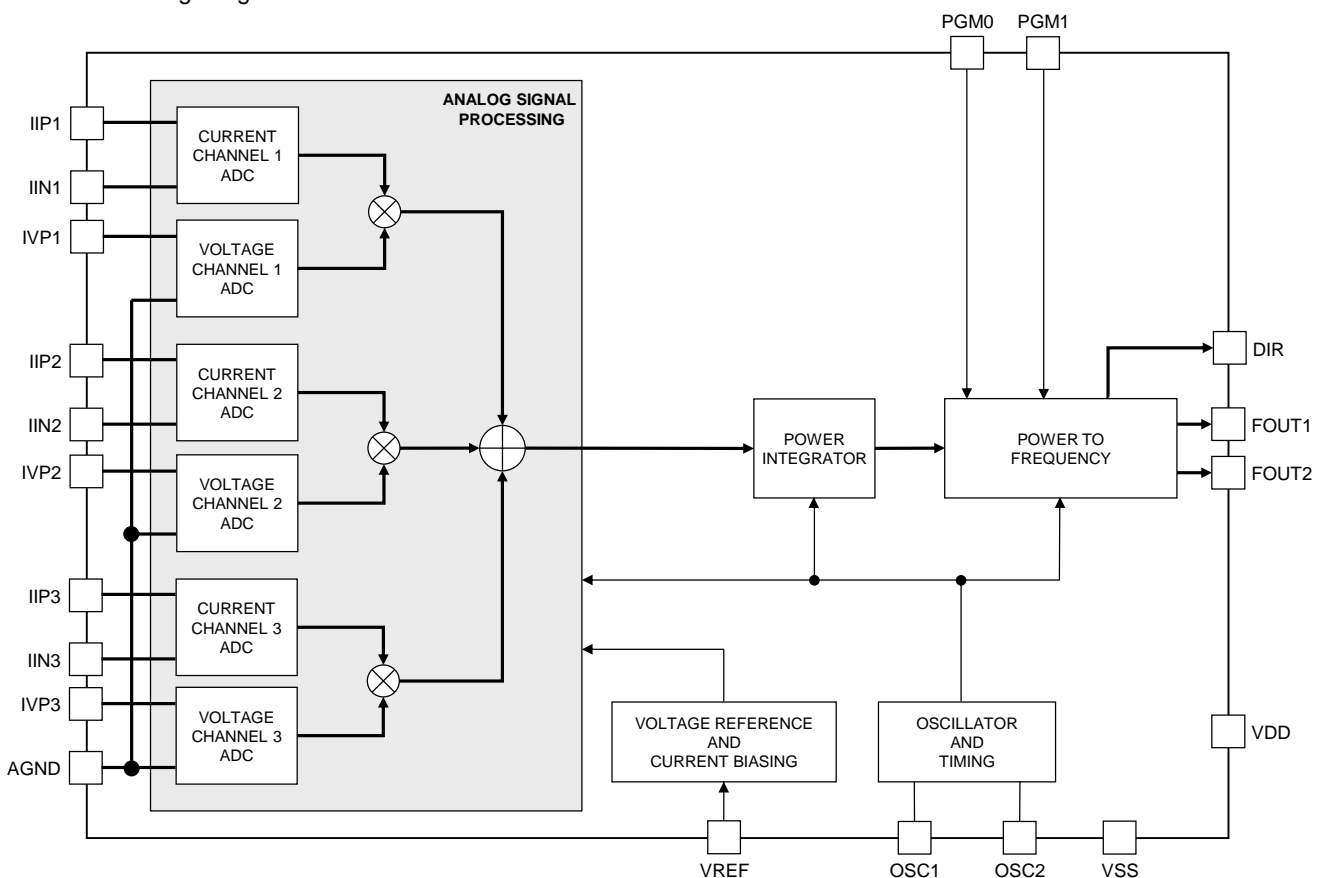 PGM0
PGM1
ANALOG SIGNAL
PROCESSING
IIP1
CURRENT
CHANNEL 1
ADC
IIN1
IVP1
VOLTAGE
CHANNEL 1
ADC
IIP2
CURRENT
CHANNEL 2
ADC
IIN2
IVP2
VOLTAGE
CHANNEL 2
ADC
IIP3
CURRENT
CHANNEL 3
ADC
IIN3
IVP3
VOLTAGE
CHANNEL 3
ADC
AGND
POWER
INTEGRATOR
POWER TO
FREQUENCY
DIR
FOUT1
FOUT2
VOLTAGE REFERENCE
AND
CURRENT BIASING
OSCILLATOR
AND
TIMING
VDD
VREF
OSC1
OSC2
VSS